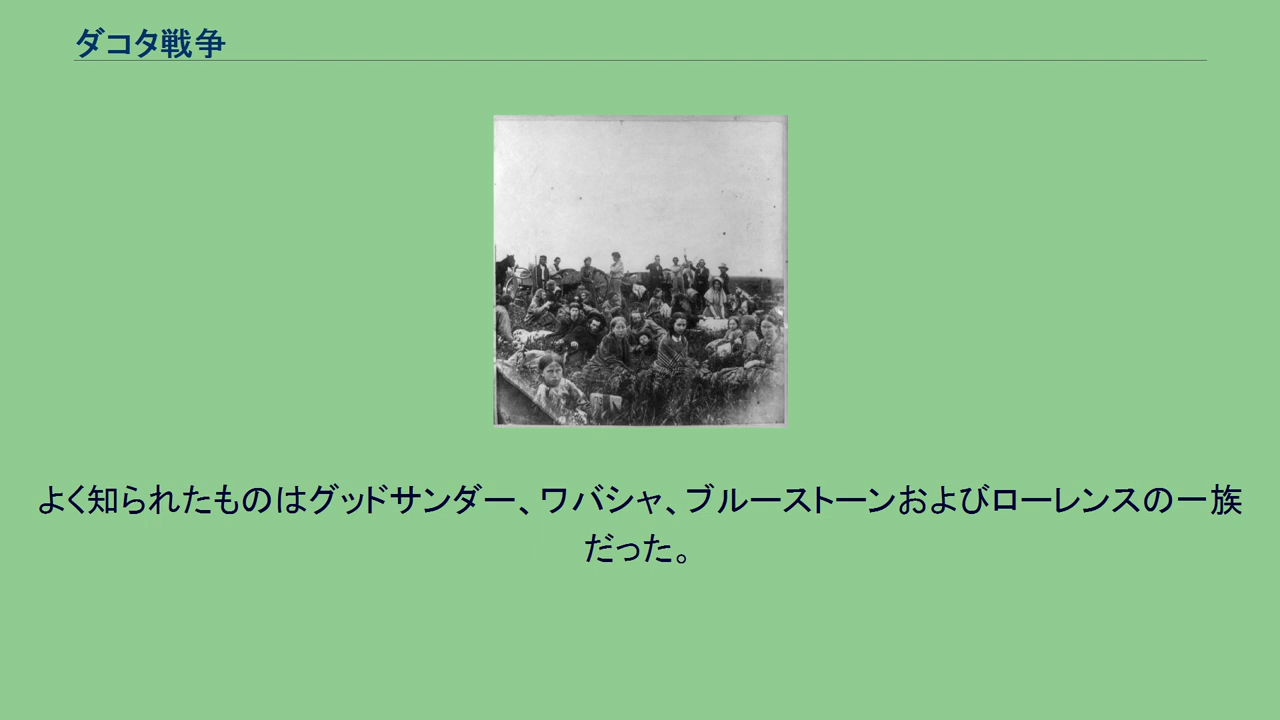 ダコタ戦争
よく知られたものはグッドサンダー、ワバシャ、ブルーストーンおよびローレンスの一族
だった。